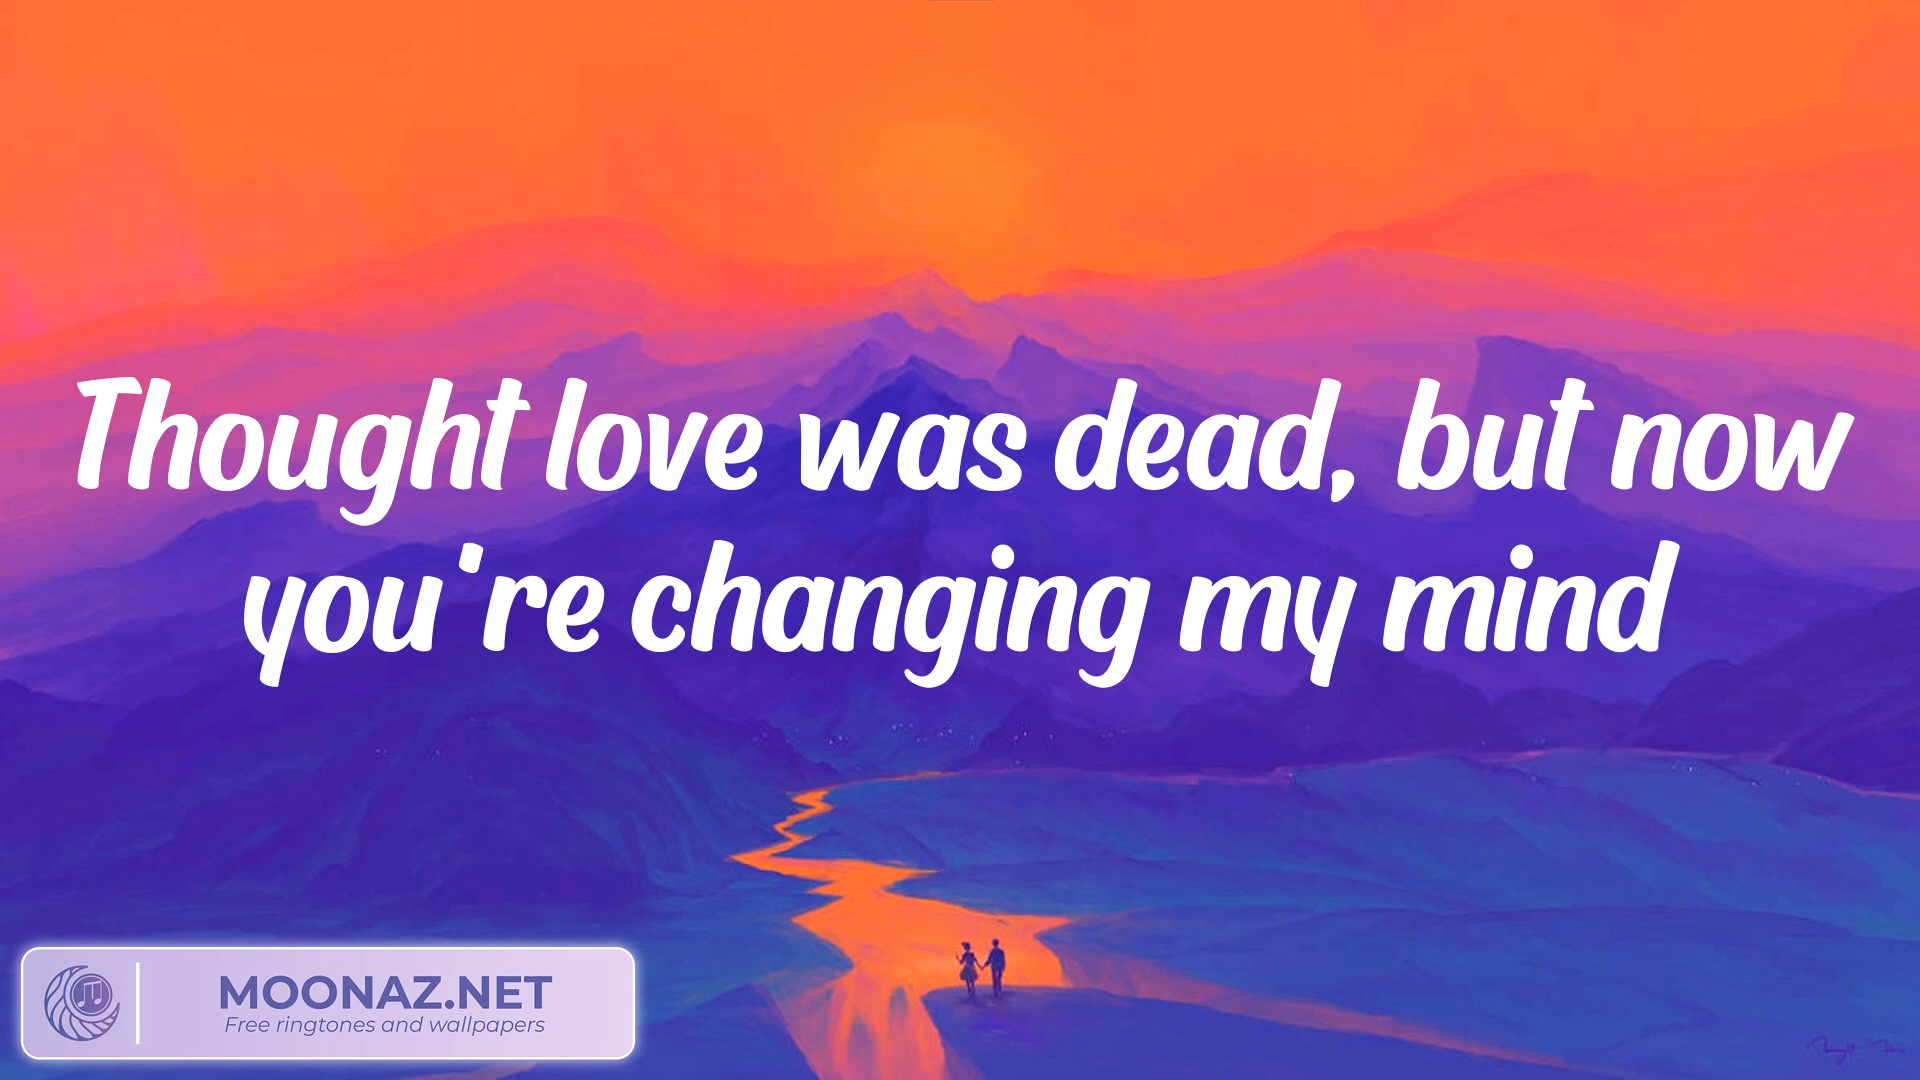 Thought love was dead, but now
you're changing my mind
MOONAZ.NET
Free ringtones and wallpapers